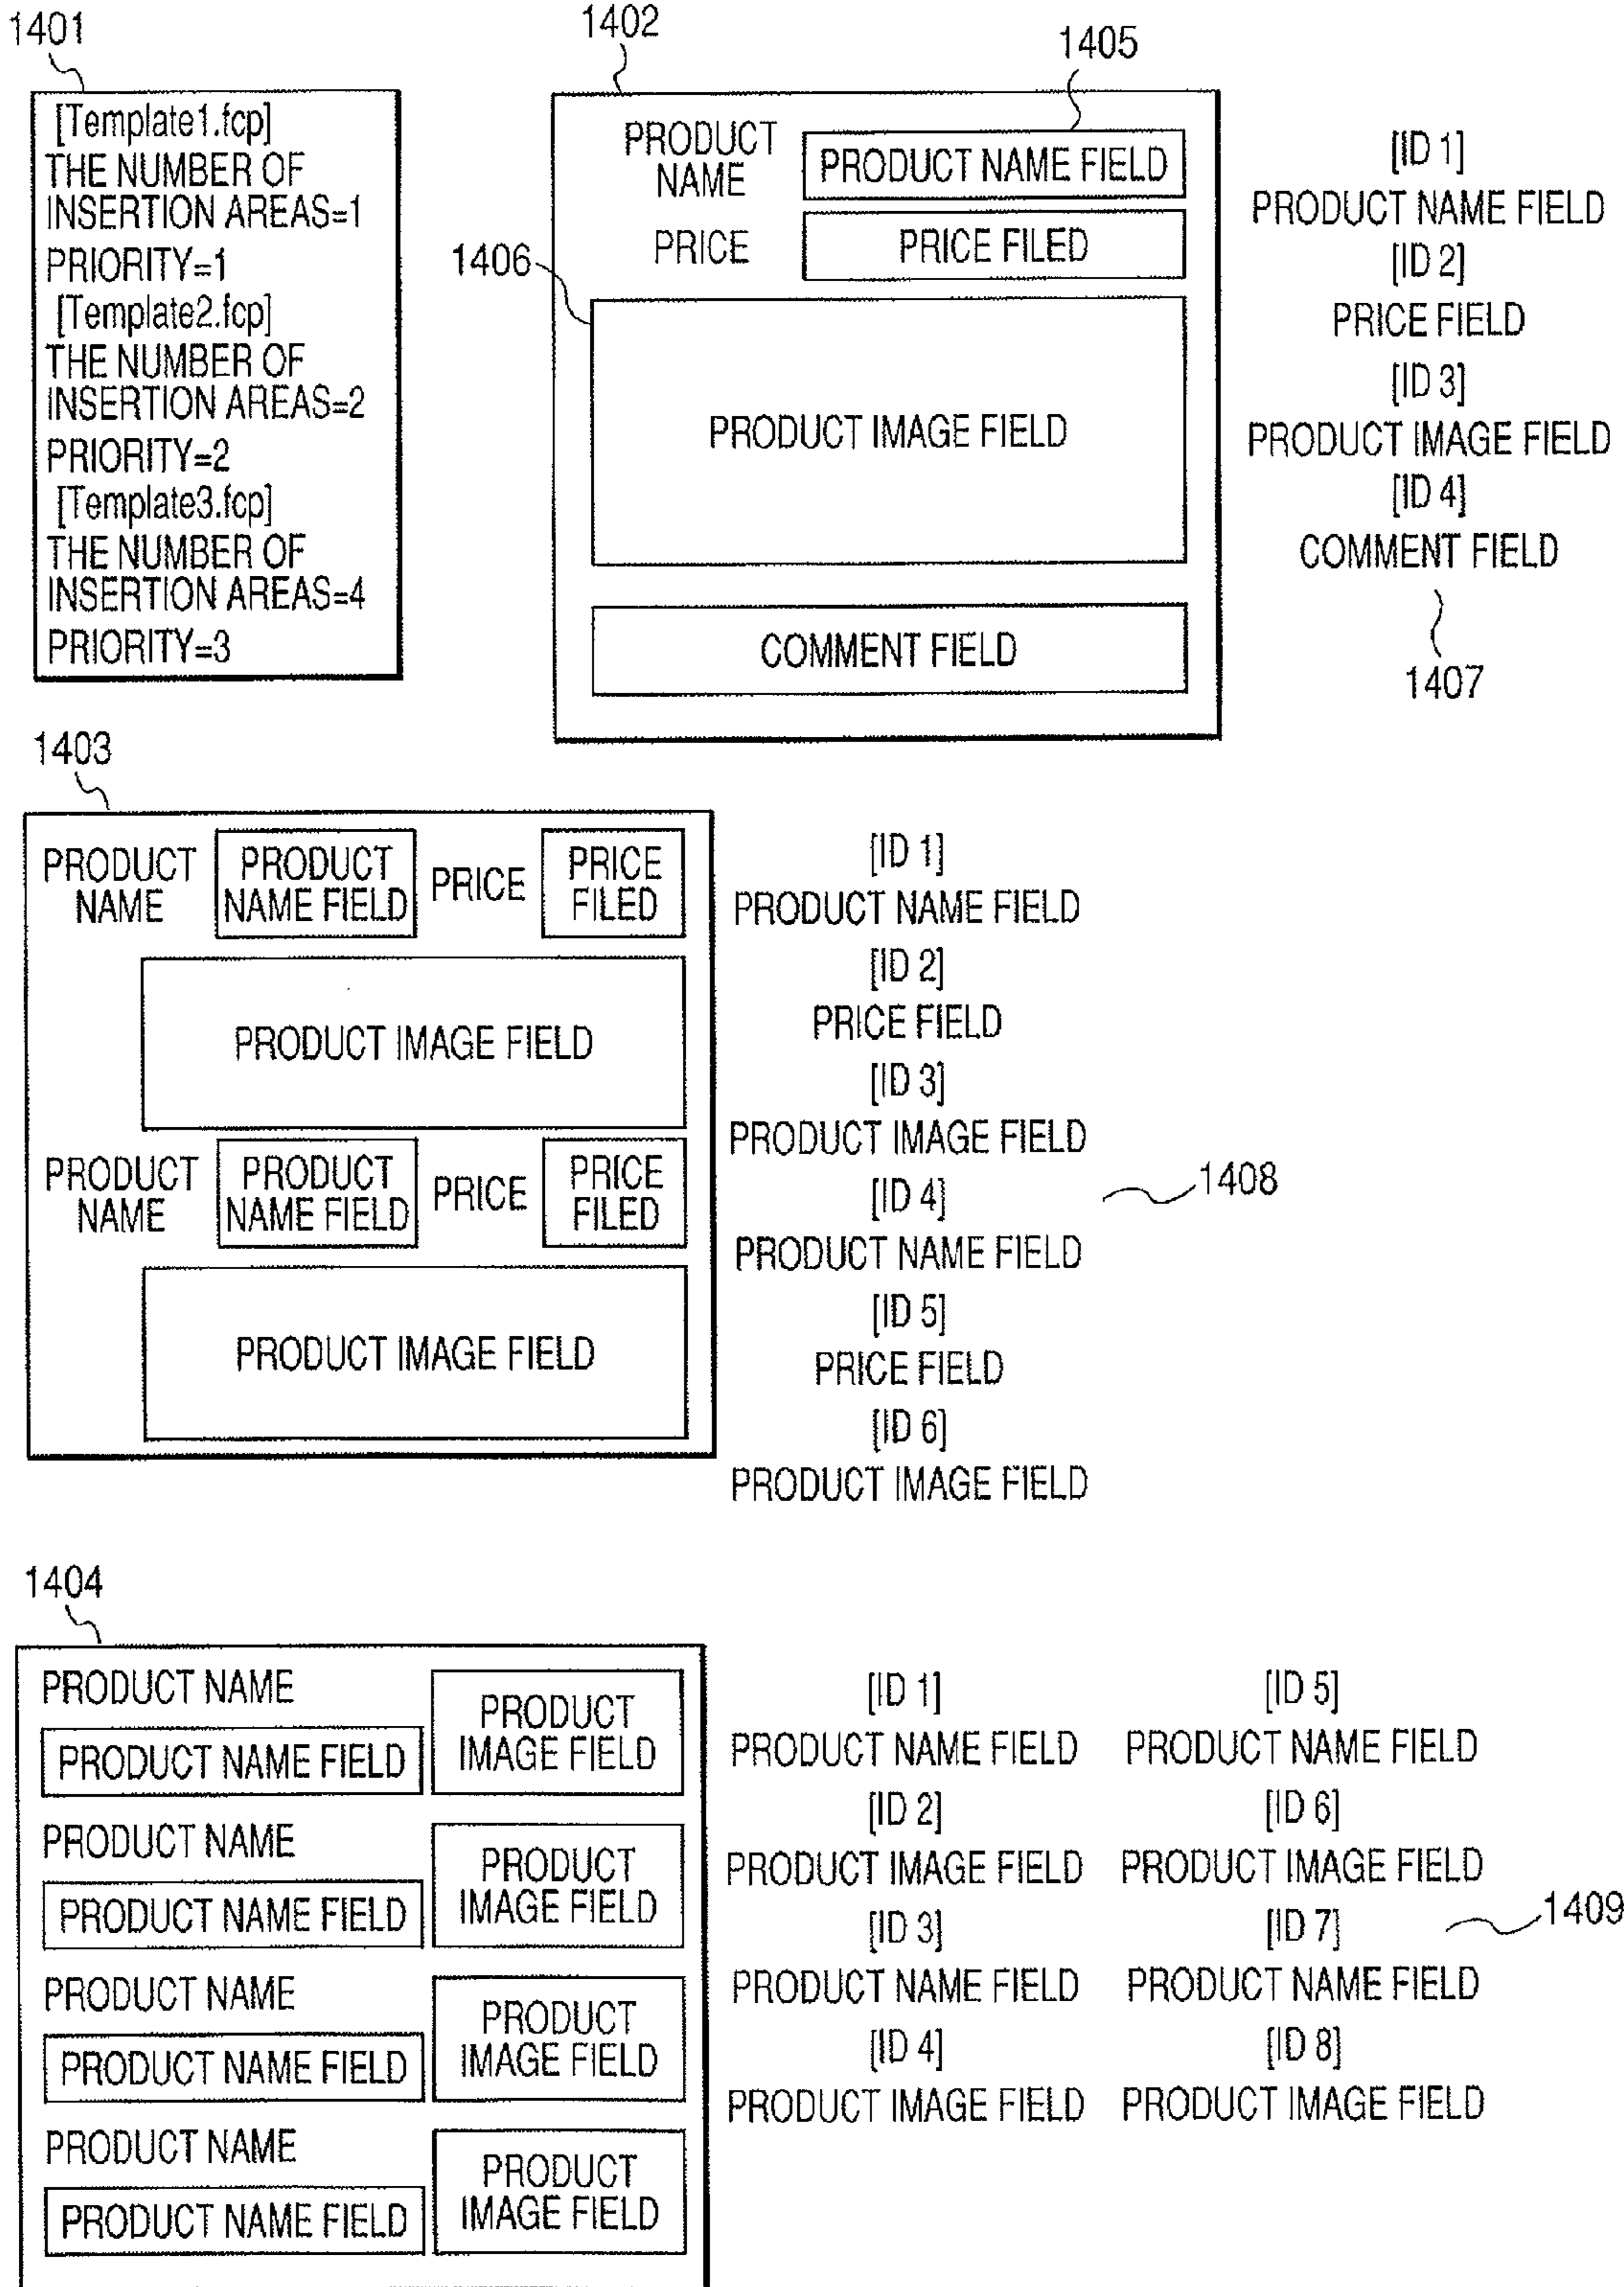 1401
[Template1.fcp]
THE NUMBER OF
INSERTION AREAS=1
PRIORITY=1
[Template2.fcp]
THE NUMBER OF
INSERTION AREAS=2
PRIORITY=2
[Template3.fcp]
THE NUMBER OF
INSERTION AREAS=4
PRIORITY=3
1402
1405
PRODUCT
NAME
PRODUCT NAME FIELD
PRICE
PRICE FILED
1406
PRODUCT IMAGE FIELD
COMMENT FIELD
[ID 1]
PRODUCT NAME FIELD
[ID 2]
PRICE FIELD
[ID 3]
PRODUCT IMAGE FIELD
[ID 4]
COMMENT FIELD
1407
1403
PRODUCT
NAME
PRODUCT
NAME FIELD
PRICE
PRICE
FILED
PRODUCT IMAGE FIELD
PRODUCT
NAME
PRODUCT
NAME FIELD
PRICE
PRICE
FILED
PRODUCT IMAGE FIELD
[ID 1]
PRODUCT NAME FIELD
[ID 2]
PRICE FIELD
[ID 3]
PRODUCT IMAGE FIELD
[ID 4]
PRODUCT NAME FIELD
[ID 5]
PRICE FIELD
[ID 6]
PRODUCT IMAGE FIELD
1408
1404
PRODUCT NAME
PRODUCT NAME FIELD
PRODUCT
IMAGE FIELD
PRODUCT NAME
PRODUCT NAME FIELD
PRODUCT
IMAGE FIELD
PRODUCT NAME
PRODUCT NAME FIELD
PRODUCT
IMAGE FIELD
PRODUCT NAME
PRODUCT NAME FIELD
PRODUCT
IMAGE FIELD
[ID 1]
PRODUCT NAME FIELD
[ID 2]
PRODUCT IMAGE FIELD
[ID 3]
PRODUCT NAME FIELD
[ID 4]
PRODUCT IMAGE FIELD
[ID 5]
PRODUCT NAME FIELD
[ID 6]
PRODUCT IMAGE FIELD
[ID 7]
PRODUCT NAME FIELD
[ID 8]
PRODUCT IMAGE FIELD
1409